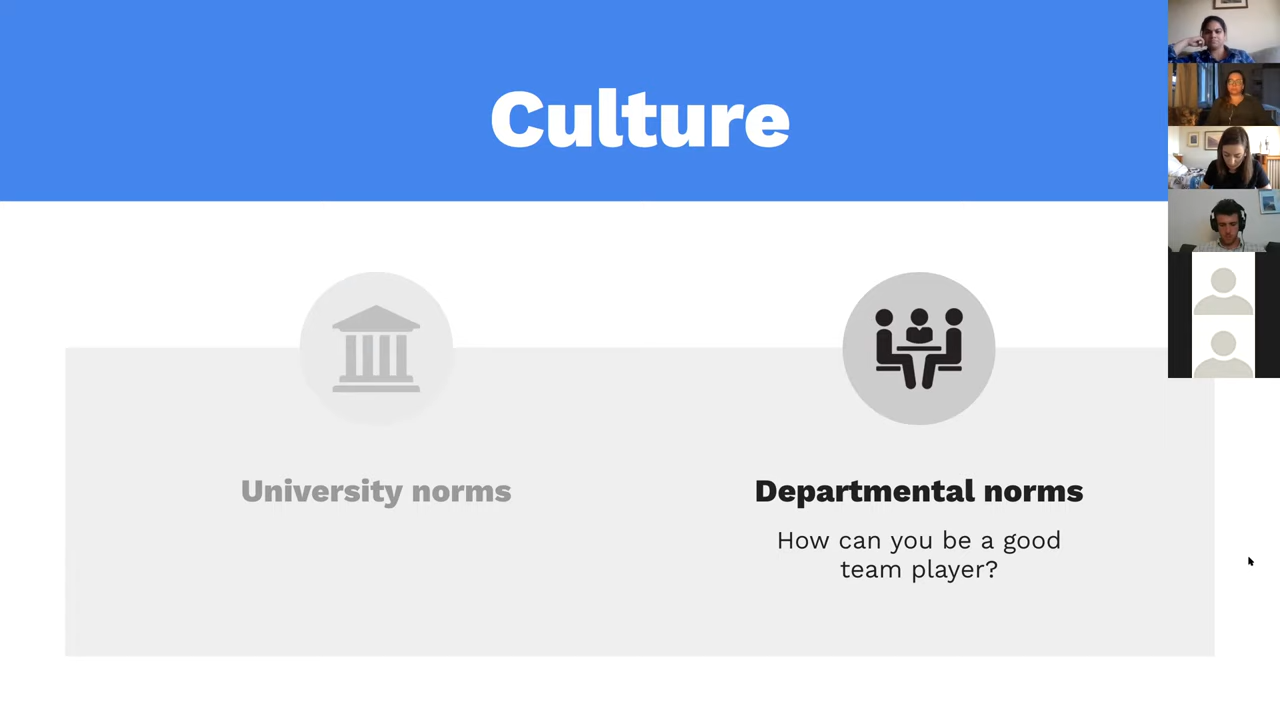 Culture
University norms
Departmental norms
How can you be a good
team player?